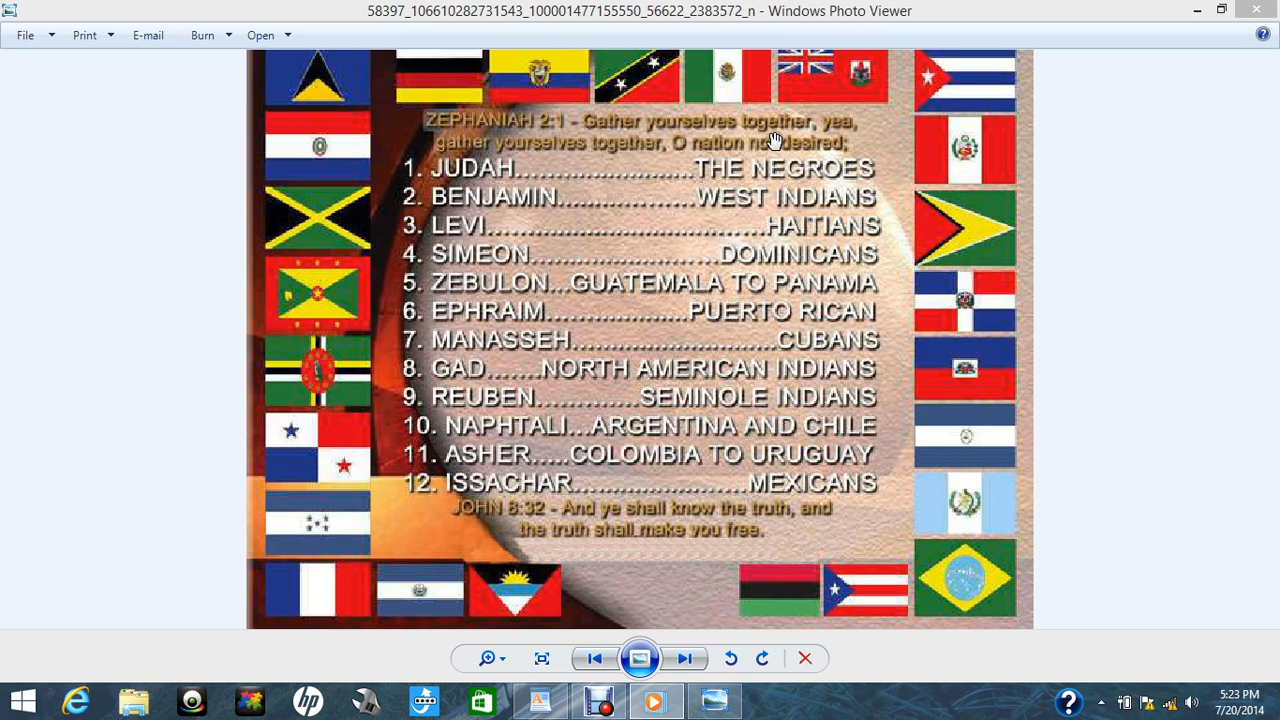 58397_106610282731543_100001477155550_56622_2383572_n - Windows Photo Viewer
File Print E-mail Burn Open
ZEPHANIAH 2:1 - Gather yourselves together, yea,
gather yourselves together, O nation not desired;
1. JUDAH......................THE NEGROES
2. BENJAMIN.................WEST INDIANS
3. LEVI...................................HAITIANS
4. SIMEON........................DOMINICANS
5. ZEBULON...GUATEMALA TO PANAMA
6. EPHRAIM..................PUERTO RICAN
7. MANASSEH..........................CUBANS
8. GAD.......NORTH AMERICAN INDIANS
9. REUBEN.............SEMINOLE INDIANS
10. NAPHTALI...ARGENTINA AND CHILE
11. ASHER.....COLOMBIA TO URUGUAY
12. ISSACHAR......................MEXICANS
JOHN 8:32 - And ye shall know the truth, and
the truth shall make you free.
5:23 PM
7/20/2014